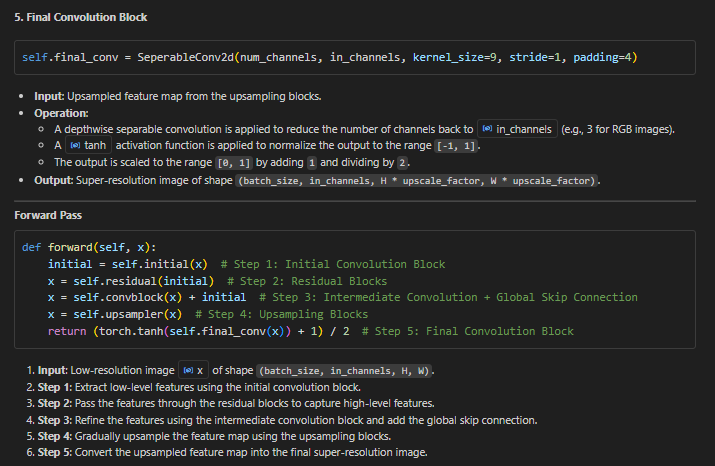 5. Final Convolution Block
self.final_conv = SeperableConv2d(num_channels, in_channels, kernel_size=9, stride=1, padding=4)
• Input: Upsampled feature map from the upsampling blocks.
• Operation:
○ A depthwise separable convolution is applied to reduce the number of channels back to in_channels (e.g., 3 for RGB images).
○ A tanh activation function is applied to normalize the output to the range [-1, 1].
○ The output is scaled to the range [0, 1] by adding 1 and dividing by 2.
• Output: Super-resolution image of shape (batch_size, in_channels, H * upscale_factor, W * upscale_factor).
Forward Pass
def forward(self, x):
    initial = self.initial(x)  # Step 1: Initial Convolution Block
    x = self.residual(initial)  # Step 2: Residual Blocks
    x = self.convblock(x) + initial  # Step 3: Intermediate Convolution + Global Skip Connection
    x = self.upsampler(x)  # Step 4: Upsampling Blocks
    return (torch.tanh(self.final_conv(x)) + 1) / 2  # Step 5: Final Convolution Block
1. Input: Low-resolution image x of shape (batch_size, in_channels, H, W).
2. Step 1: Extract low-level features using the initial convolution block.
3. Step 2: Pass the features through the residual blocks to capture high-level features.
4. Step 3: Refine the features using the intermediate convolution block and add the global skip connection.
5. Step 4: Gradually upsample the feature map using the upsampling blocks.
6. Step 5: Convert the upsampled feature map into the final super-resolution image.